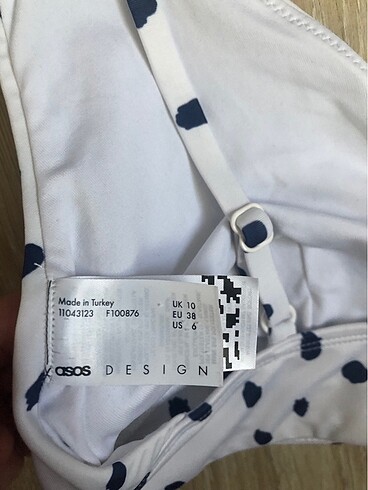 Made in Turkey
11043123 F100876
UK 10
EU 38
US 6
asos DESIGN